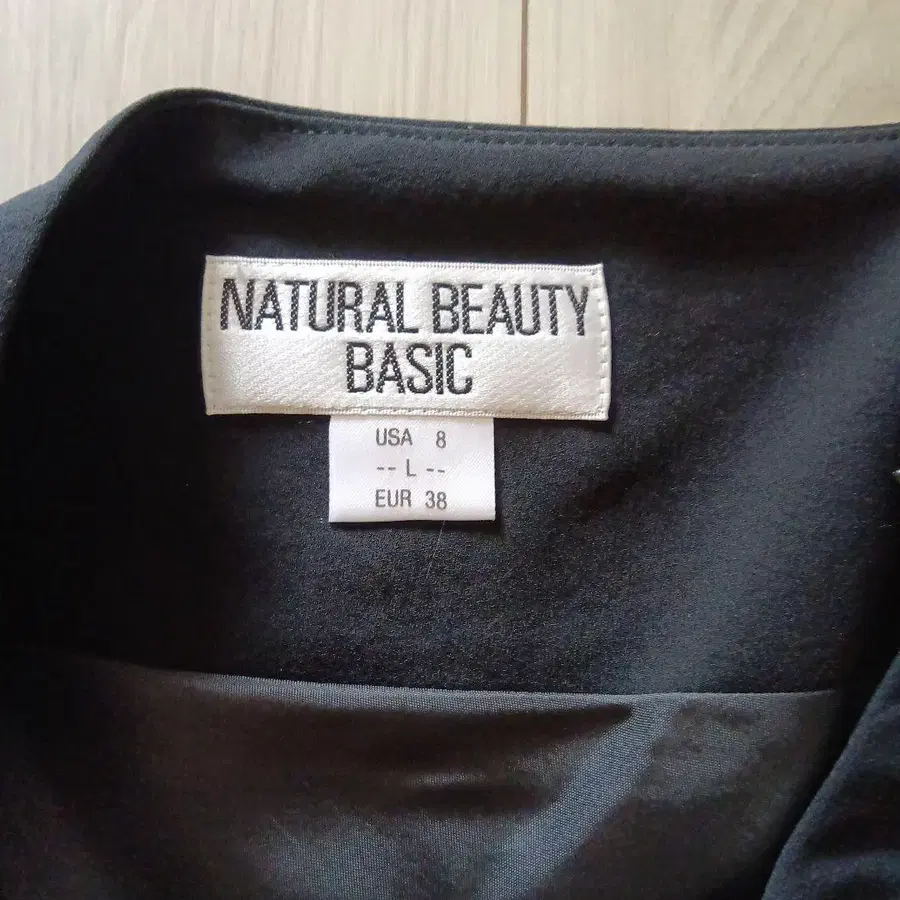 NATURAL BEAUTY
BASIC
USA 8
-- L --
EUR 38